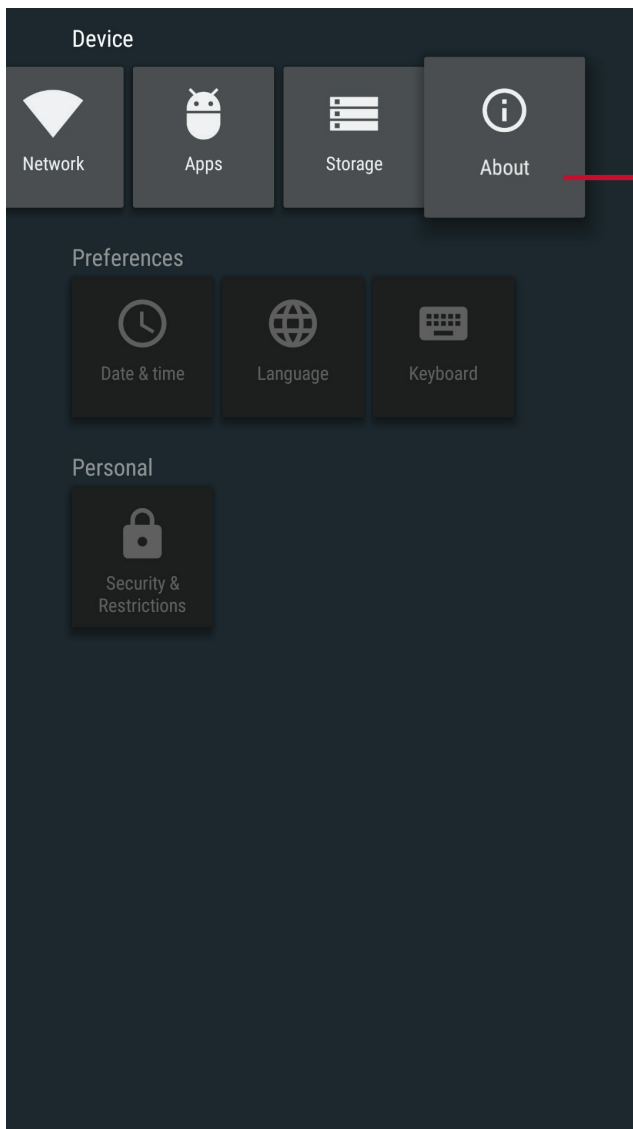 Device
Network
Apps
Storage
About
Preferences
Date & time
Language
Keyboard
Personal
Security &
Restrictions